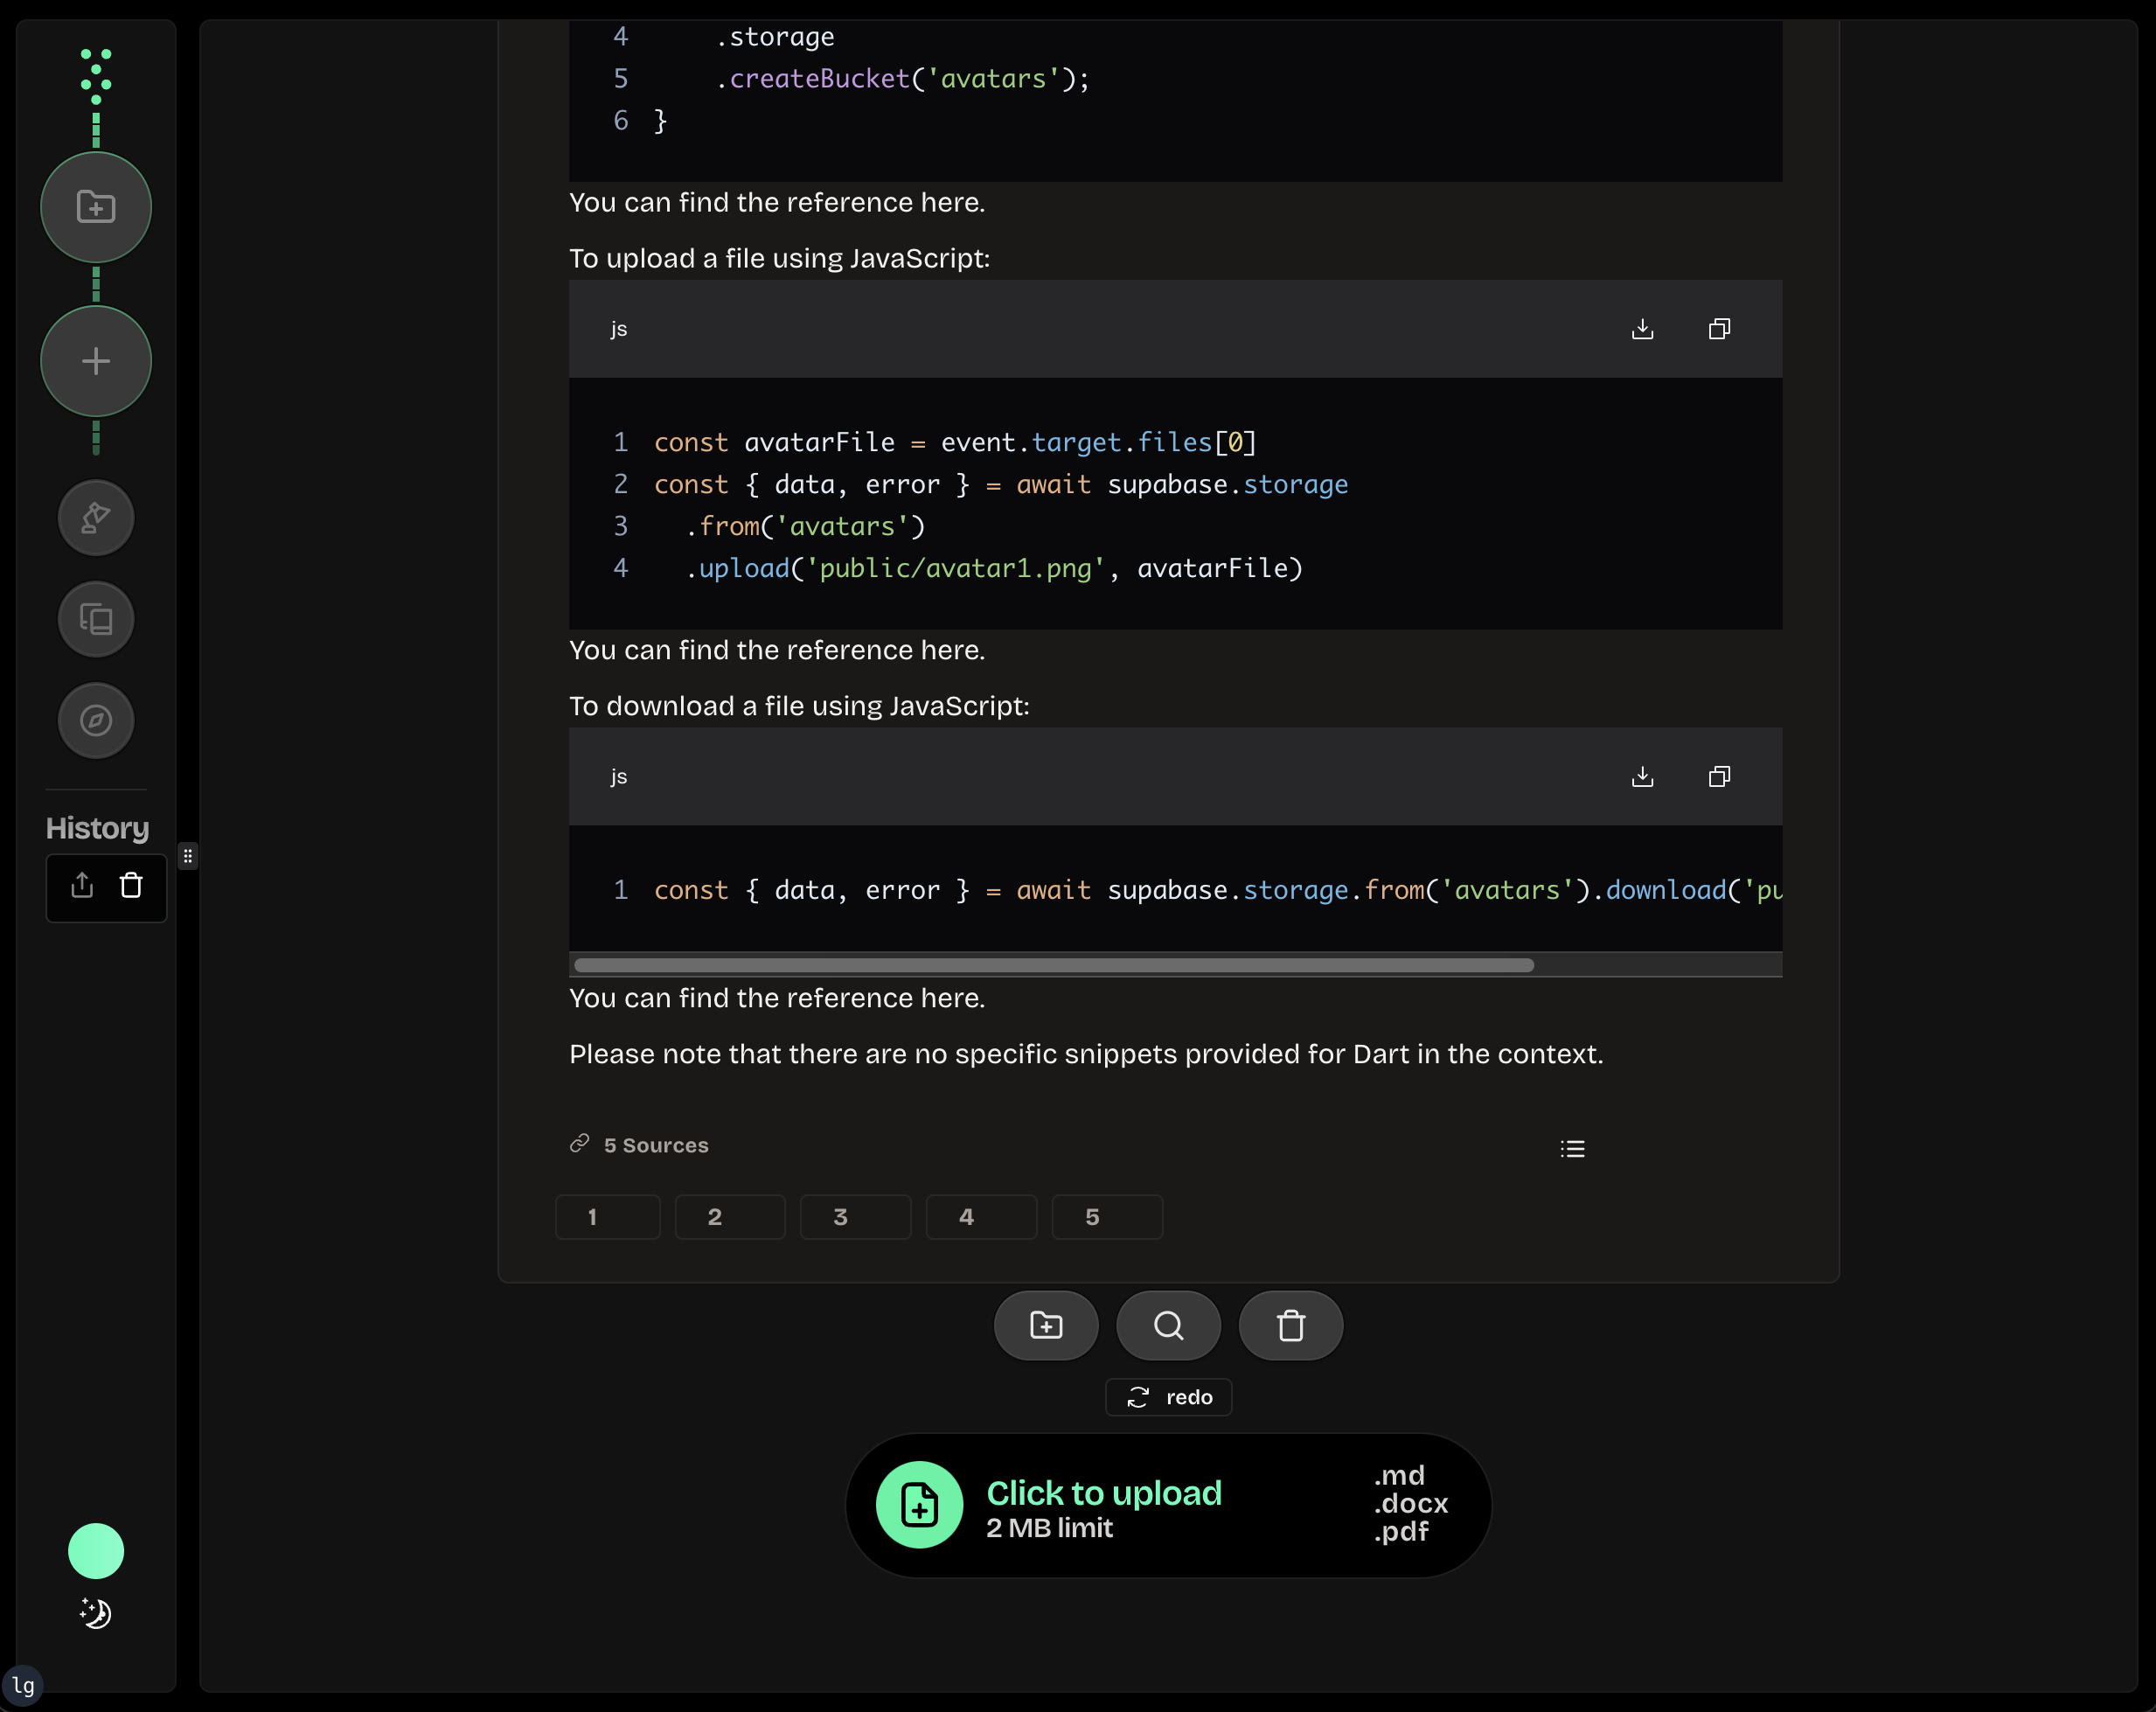 4     .storage
5     .createBucket('avatars');
6 }
You can find the reference here.
To upload a file using JavaScript:
js
1 const avatarFile = event.target.files[0]
2 const { data, error } = await supabase.storage
3   .from('avatars')
4   .upload('public/avatar1.png', avatarFile)
You can find the reference here.
To download a file using JavaScript:
js
1 const { data, error } = await supabase.storage.from('avatars').download('pu
You can find the reference here.
Please note that there are no specific snippets provided for Dart in the context.
5 Sources
1 2 3 4 5
redo
Click to upload
2 MB limit
.md
.docx
.pdf
History
lg